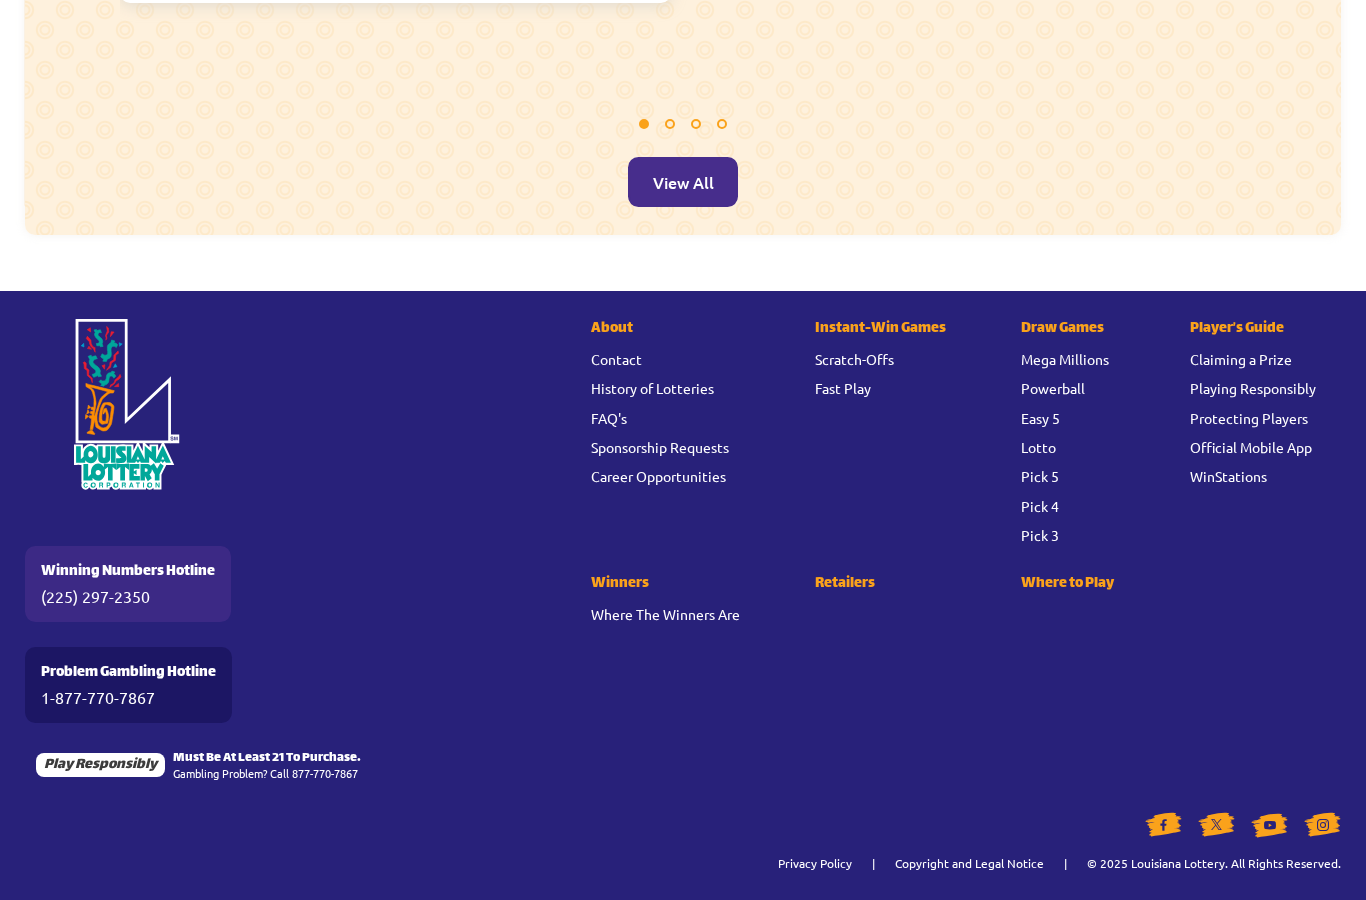 View All
LOUISIANA
LOTTERY
CORPORATION
SM
Winning Numbers Hotline
(225) 297-2350
Problem Gambling Hotline
1-877-770-7867
Play Responsibly
Must Be At Least 21 To Purchase.
Gambling Problem? Call 877-770-7867
About
Contact
History of Lotteries
FAQ's
Sponsorship Requests
Career Opportunities
Instant-Win Games
Scratch-Offs
Fast Play
Draw Games
Mega Millions
Powerball
Easy 5
Lotto
Pick 5
Pick 4
Pick 3
Player's Guide
Claiming a Prize
Playing Responsibly
Protecting Players
Official Mobile App
WinStations
Winners
Where The Winners Are
Retailers
Where to Play
Privacy Policy | Copyright and Legal Notice | © 2025 Louisiana Lottery. All Rights Reserved.